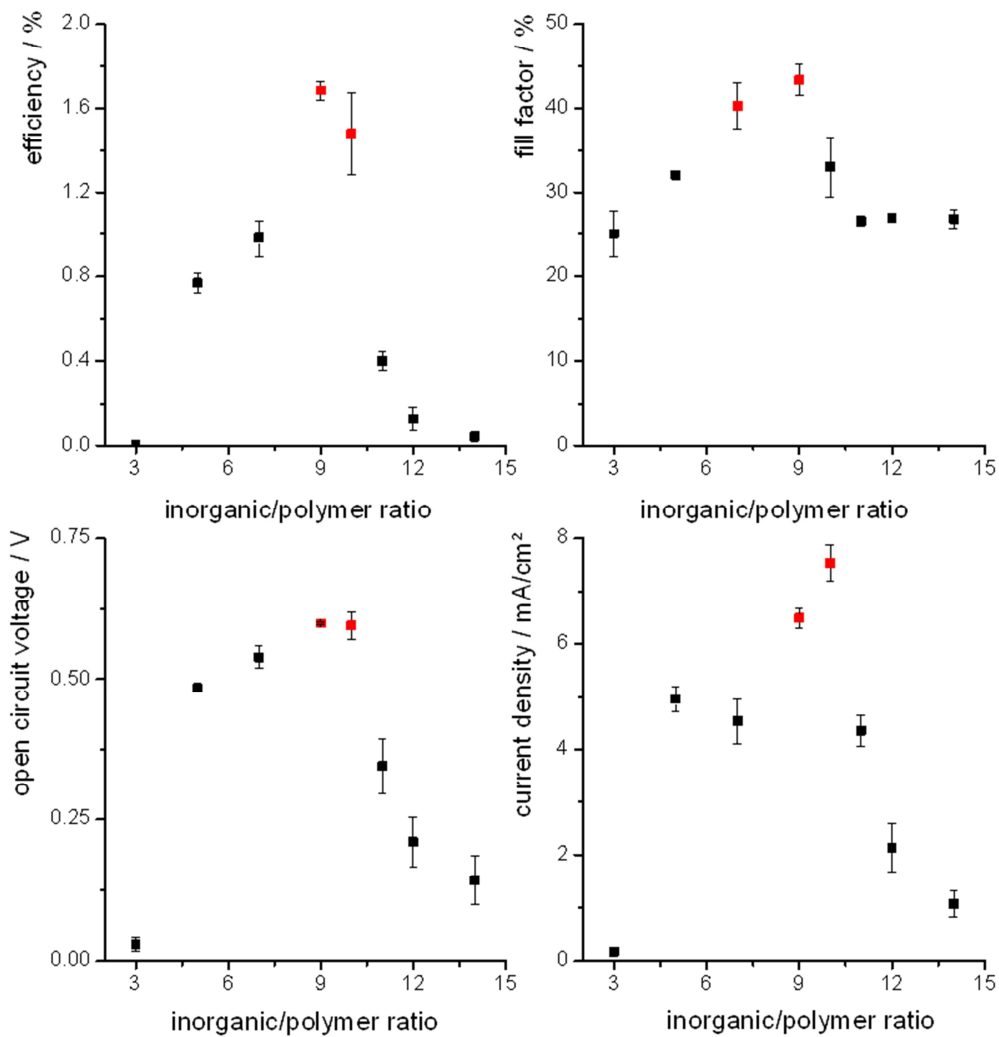 efficiency / %
2.0
1.6
1.2
0.8
0.4
0.0
3 6 9 12 15
inorganic/polymer ratio
fill factor / %
50
40
30
20
10
0
3 6 9 12 15
inorganic/polymer ratio
open circuit voltage / V
0.75
0.50
0.25
0.00
3 6 9 12 15
inorganic/polymer ratio
current density / mA/cm²
8
6
4
2
0
3 6 9 12 15
inorganic/polymer ratio